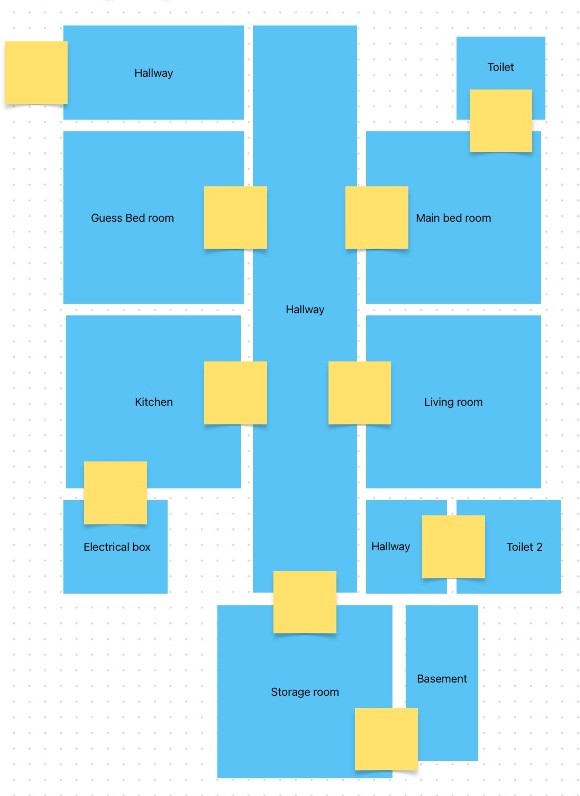 Hallway
Toilet
Guess Bed room
Main bed room
Hallway
Kitchen
Living room
Electrical box
Hallway
Toilet 2
Storage room
Basement